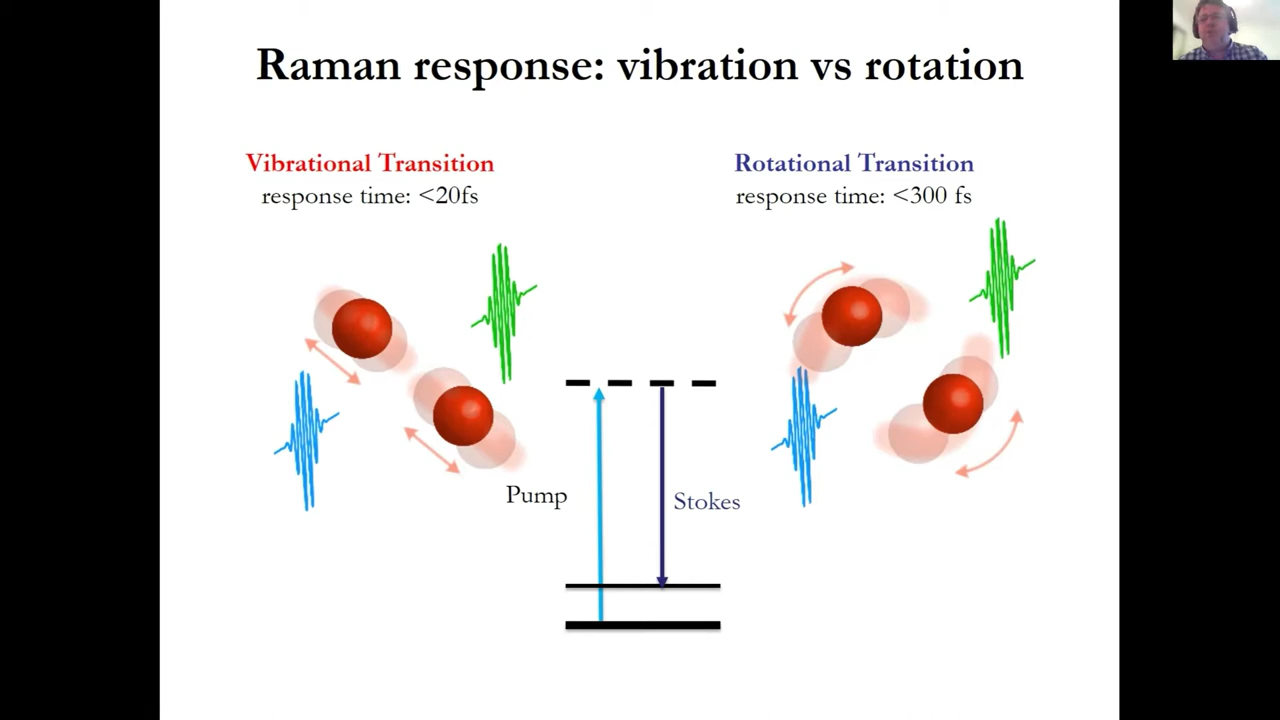 Raman response: vibration vs rotation
Vibrational Transition
response time: <20fs
Rotational Transition
response time: <300 fs
Pump
Stokes